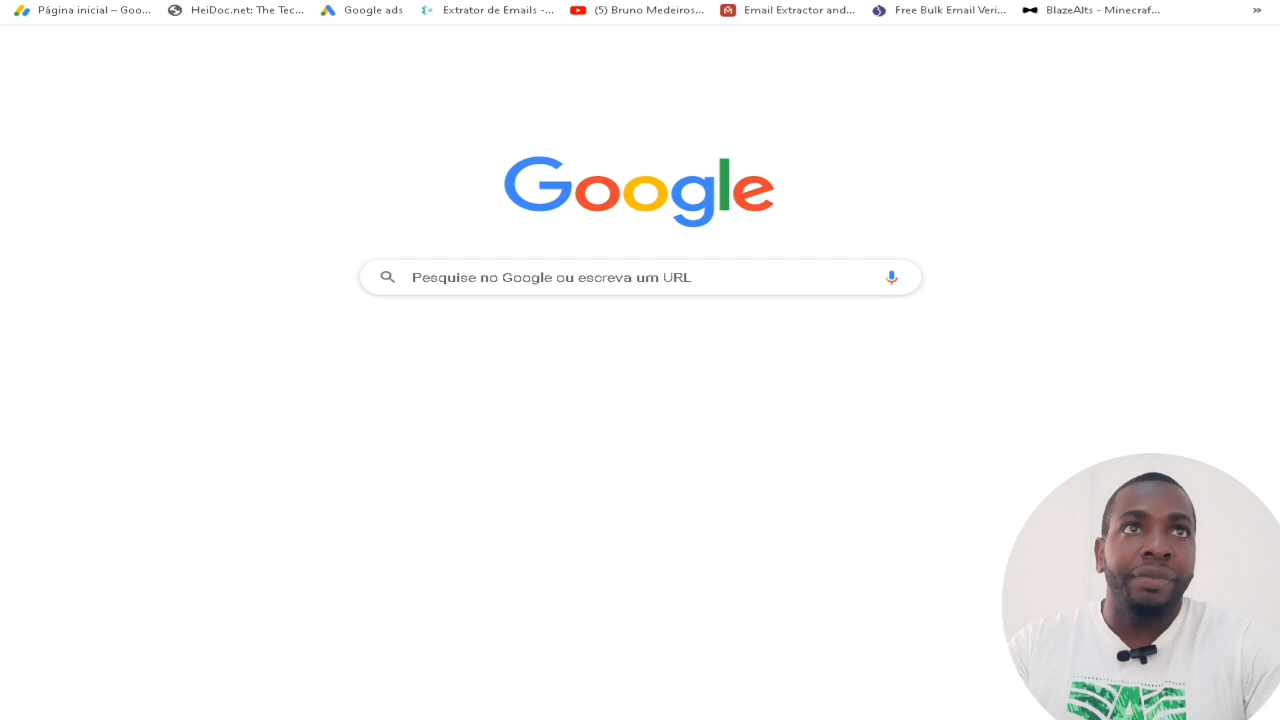 Página inicial – Goo... HeiDoc.net: The Tec... Google ads Extrator de Emails -... (5) Bruno Medeiros... Email Extractor and... Free Bulk Email Veri... BlazeAlts - Minecraf... »
Google
Pesquise no Google ou escreva um URL